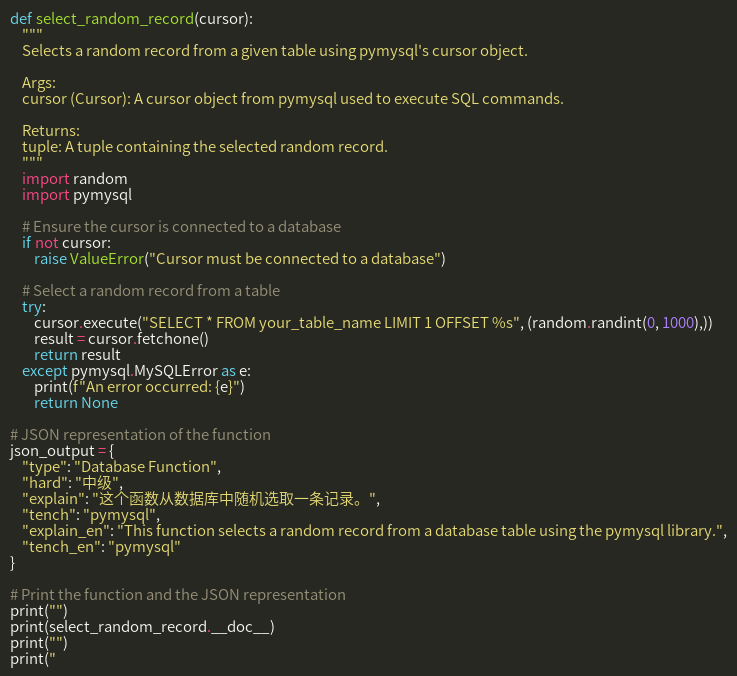 def select_random_record(cursor):
    """
    Selects a random record from a given table using pymysql's cursor object.

    Args:
    cursor (Cursor): A cursor object from pymysql used to execute SQL commands.

    Returns:
    tuple: A tuple containing the selected random record.
    """
    import random
    import pymysql

    # Ensure the cursor is connected to a database
    if not cursor:
        raise ValueError("Cursor must be connected to a database")

    # Select a random record from a table
    try:
        cursor.execute("SELECT * FROM your_table_name LIMIT 1 OFFSET %s", (random.randint(0, 1000),))
        result = cursor.fetchone()
        return result
    except pymysql.MySQLError as e:
        print(f"An error occurred: {e}")
        return None

# JSON representation of the function
json_output = {
    "type": "Database Function",
    "hard": "中级",
    "explain": "这个函数从数据库中随机选取一条记录。",
    "tench": "pymysql",
    "explain_en": "This function selects a random record from a database table using the pymysql library.",
    "tench_en": "pymysql"
}

# Print the function and the JSON representation
print("")
print(select_random_record.__doc__)
print("")
print("